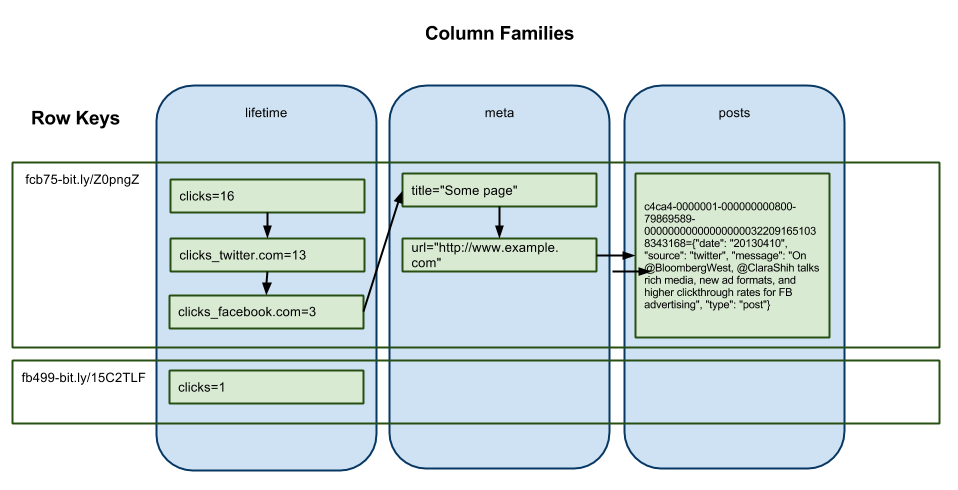 Column Families
Row Keys
lifetime
meta
posts
fcb75-bit.ly/Z0pngZ
clicks=16
clicks_twitter.com=13
clicks_facebook.com=3
title="Some page"
url="http://www.example.
com"
c4ca4-0000001-000000000800-
79869589-
0000000000000000032209165103
8343168={"date": "20130410",
"source": "twitter", "message": "On
@BloombergWest, @ClaraShih talks
rich media, new ad formats, and
higher clickthrough rates for FB
advertising", "type": "post"}
fb499-bit.ly/15C2TLF
clicks=1